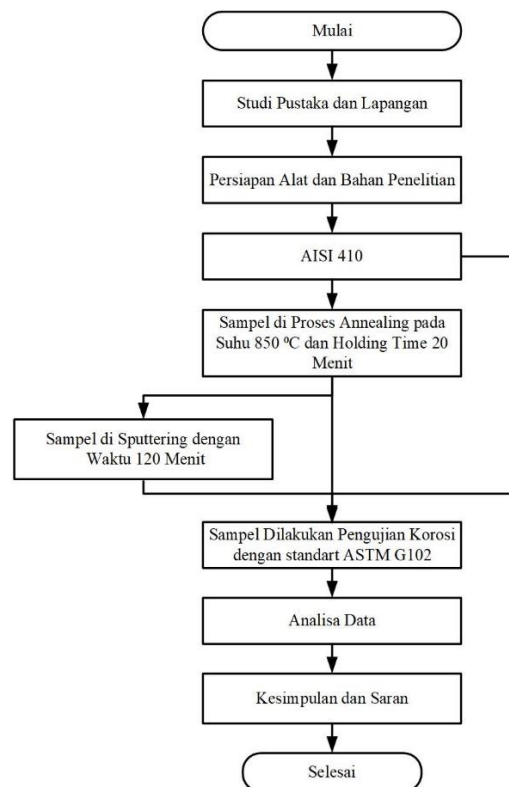 Mulai
Studi Pustaka dan Lapangan
Persiapan Alat dan Bahan Penelitian
AISI 410
Sampel di Proses Annealing pada
Suhu 850 ⁰C dan Holding Time 20
Menit
Sampel di Sputtering dengan
Waktu 120 Menit
Sampel Dilakukan Pengujian Korosi
dengan standart ASTM G102
Analisa Data
Kesimpulan dan Saran
Selesai